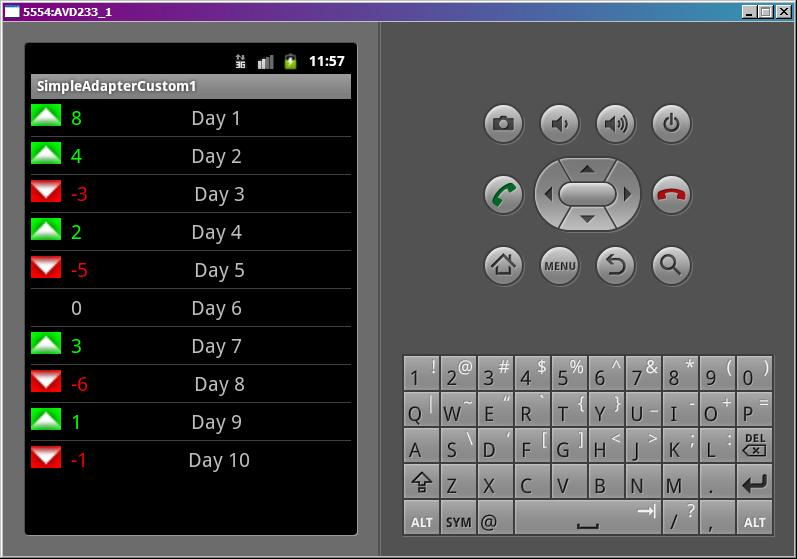 5554:AVD233_1
3G 11:57
SimpleAdapterCustom1
8 Day 1
4 Day 2
-3 Day 3
2 Day 4
-5 Day 5
0 Day 6
3 Day 7
-6 Day 8
1 Day 9
-1 Day 10
MENU
1 ! 2 @ 3 # 4 $ 5 % 6 ^ 7 & 8 * 9 ( 0 )
Q | W ~ E “ R ` T { Y } U _ I - O + P =
A S \ D ‘ F [ G ] H < J > K ; L : DEL
Z X C V B N M .
ALT SYM @ / ? , ALT